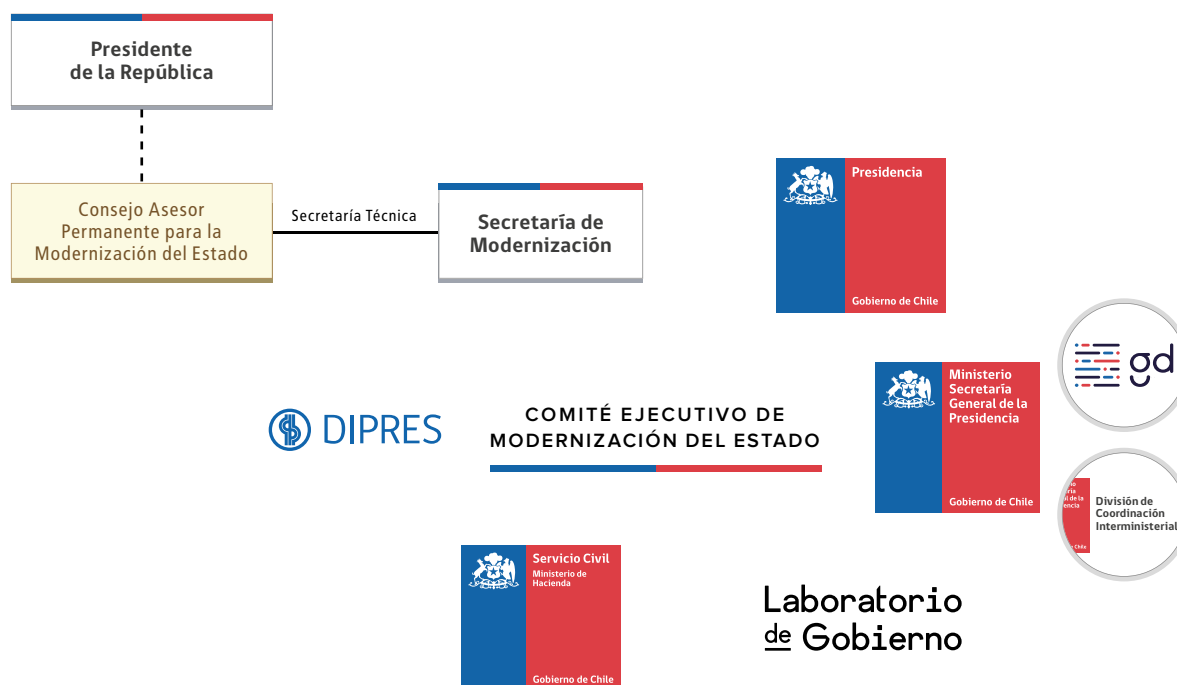 Presidente
de la República
Consejo Asesor
Permanente para la
Modernización del Estado
Secretaría Técnica
Secretaría de
Modernización
Presidencia
Gobierno de Chile
DIPRES
COMITÉ EJECUTIVO DE
MODERNIZACIÓN DEL ESTADO
Ministerio
Secretaría
General de la
Presidencia
Gobierno de Chile
gd
División de
Coordinación
Interministerial
Servicio Civil
Ministerio de
Hacienda
Gobierno de Chile
Laboratorio
de Gobierno